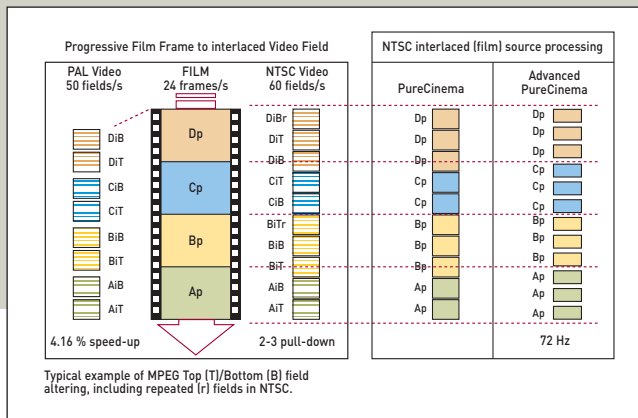 Progressive Film Frame to interlaced Video Field
NTSC interlaced (film) source processing
PAL Video
50 fields/s
FILM
24 frames/s
NTSC Video
60 fields/s
PureCinema
Advanced
PureCinema
DiB
DiT
CiB
CiT
BiB
BiT
AiB
AiT
Dp
Cp
Bp
Ap
DiBr
DiT
DiB
CiT
CiB
BiTr
BiB
BiT
AiB
AiT
Dp
Dp
Dp
Cp
Cp
Bp
Bp
Bp
Ap
Ap
Dp
Dp
Dp
Cp
Cp
Cp
Bp
Bp
Bp
Ap
Ap
Ap
4.16 % speed-up
2-3 pull-down
72 Hz
Typical example of MPEG Top (T)/Bottom (B) field
altering, including repeated (r) fields in NTSC.